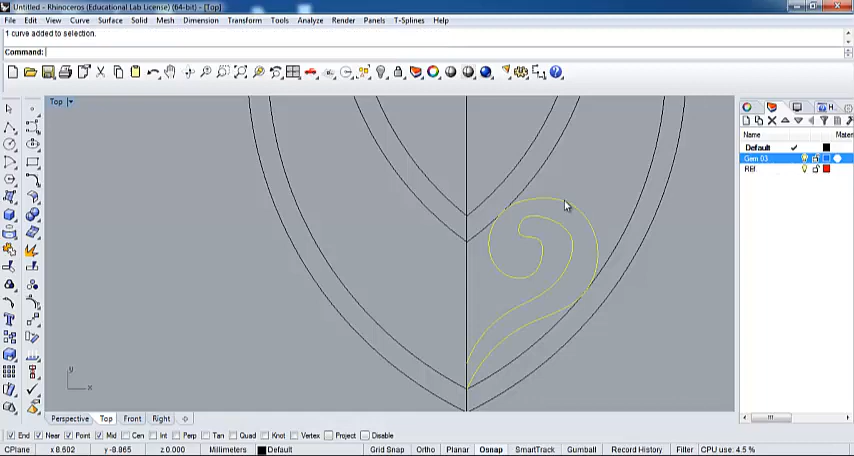 Untitled - Rhinoceros (Educational Lab License) (64-bit) - [Top]
File Edit View Curve Surface Solid Mesh Dimension Transform Tools Analyze Render Panels T-Splines Help
1 curve added to selection.
Command:
Top
Name Mater
Default
Gem 03
REF
y
x
Perspective Top Front Right
End Near Point Mid Cen Int Perp Tan Quad Knot Vertex Project Disable
CPlane x 8.602 y -8.865 z 0.000 Millimeters Default Grid Snap Ortho Planar Osnap SmartTrack Gumball Record History Filter CPU use: 4.5 %